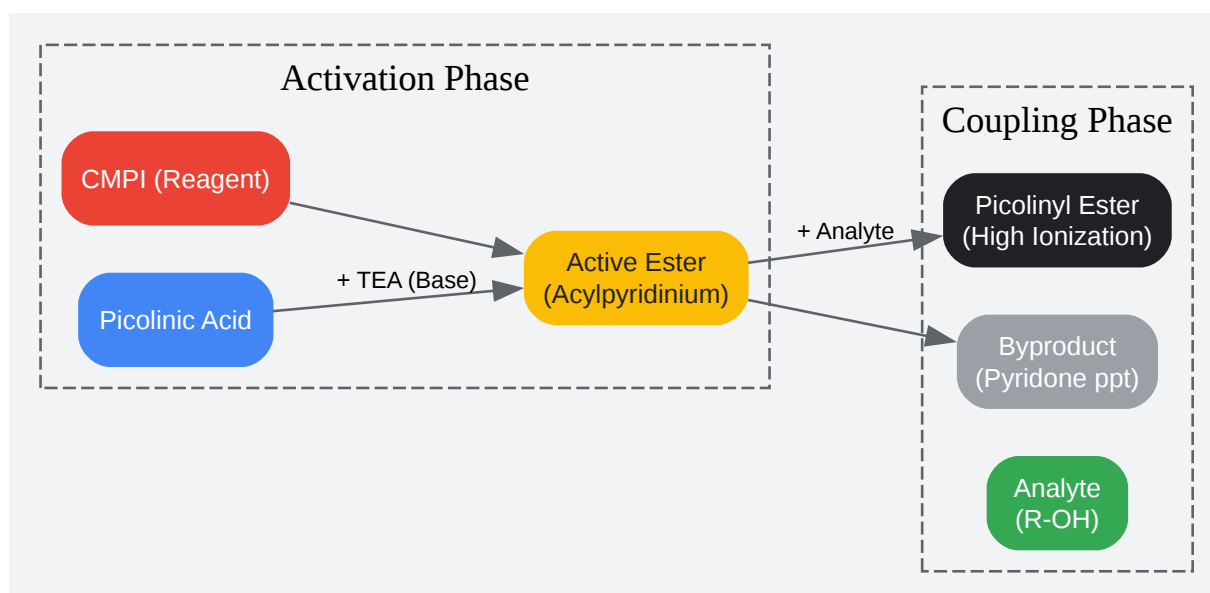 Activation Phase
CMPI (Reagent)
Picolinic Acid
+ TEA (Base)
Active Ester
(Acylpyridinium)
+ Analyte
Coupling Phase
Picolinyl Ester
(High Ionization)
Byproduct
(Pyridone ppt)
Analyte
(R-OH)